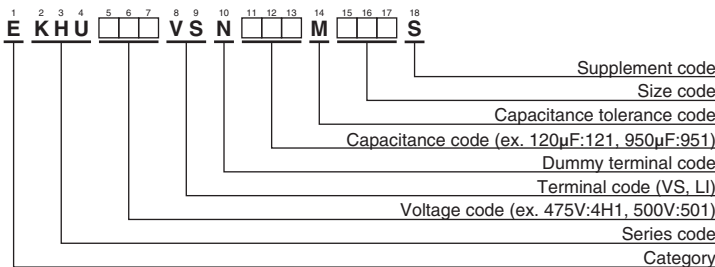 1 2 3 4 5 6 7 8 9 10 11 12 13 14 15 16 17 18
E KHU VS N M S
Supplement code
Size code
Capacitance tolerance code
Capacitance code (ex. 120µF:121, 950µF:951)
Dummy terminal code
Terminal code (VS, LI)
Voltage code (ex. 475V:4H1, 500V:501)
Series code
Category